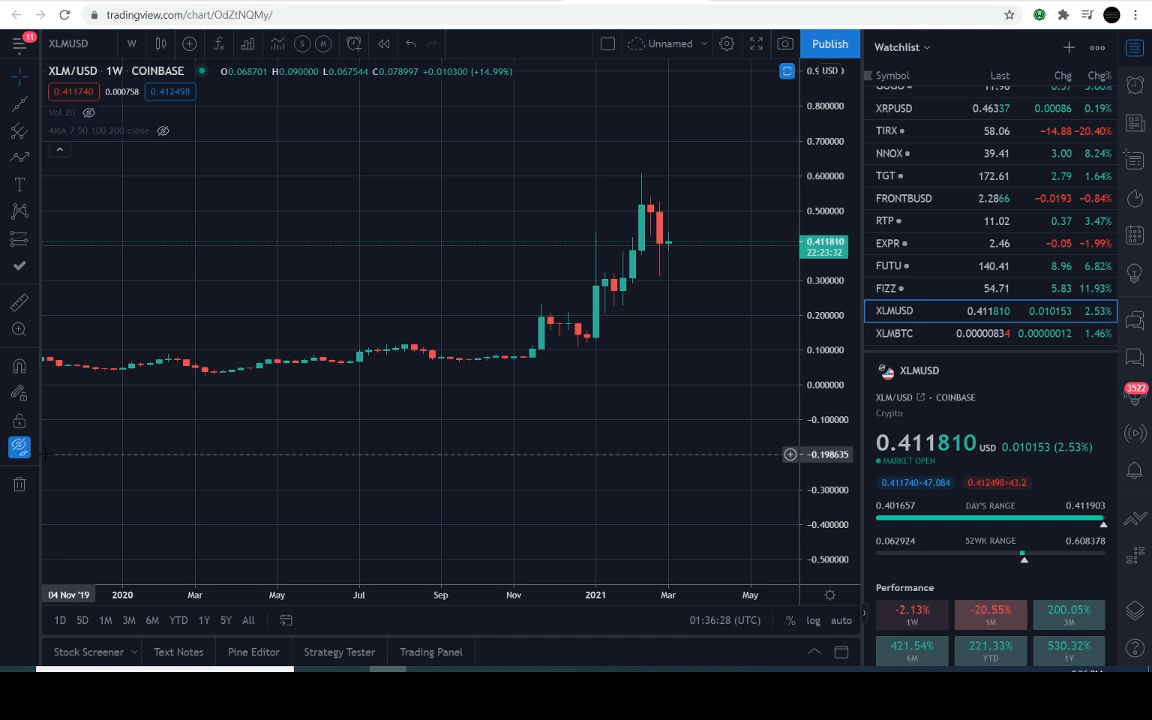 tradingview.com/chart/OdZtNQMy/
11
XLMUSD
W
S
M
Unnamed
Publish
Watchlist
XLM/USD · 1W · COINBASE
O0.068701 H0.090000 L0.067544 C0.078997 +0.010300 (+14.99%)
USD
0.411740
0.000758
0.412498
Vol 20
4MA 7 50 100 200 close
0.800000
0.700000
0.600000
0.500000
0.411810
22:23:32
0.300000
0.200000
0.100000
0.000000
-0.100000
-0.198635
-0.300000
-0.400000
-0.500000
04 Nov '19
2020
Mar
May
Jul
Sep
Nov
2021
Mar
May
1D 5D 1M 3M 6M YTD 1Y 5Y All
01:36:28 (UTC)
% log auto
Stock Screener
Text Notes
Pine Editor
Strategy Tester
Trading Panel
Symbol Last Chg Chg%
XRPUSD 0.46337 0.00086 0.19%
TIRX 58.06 −14.88 −20.40%
NNOX 39.41 3.00 8.24%
TGT 172.61 2.79 1.64%
FRONTBUSD 2.2866 −0.0193 −0.84%
RTP 11.02 0.37 3.47%
EXPR 2.46 −0.05 −1.99%
FUTU 140.41 8.96 6.82%
FIZZ 54.71 5.83 11.93%
XLMUSD 0.411810 0.010153 2.53%
XLMBTC 0.00000834 0.00000012 1.46%
XLMUSD
XLM/USD · COINBASE
Crypto
3522
0.411810 USD 0.010153 (2.53%)
MARKET OPEN
0.411740×47.084
0.412498×43.2
0.401657 DAY'S RANGE 0.411903
0.062924 52WK RANGE 0.608378
Performance
-2.13%
1W
-20.55%
1M
200.05%
3M
421.54%
6M
221.33%
YTD
530.32%
1Y